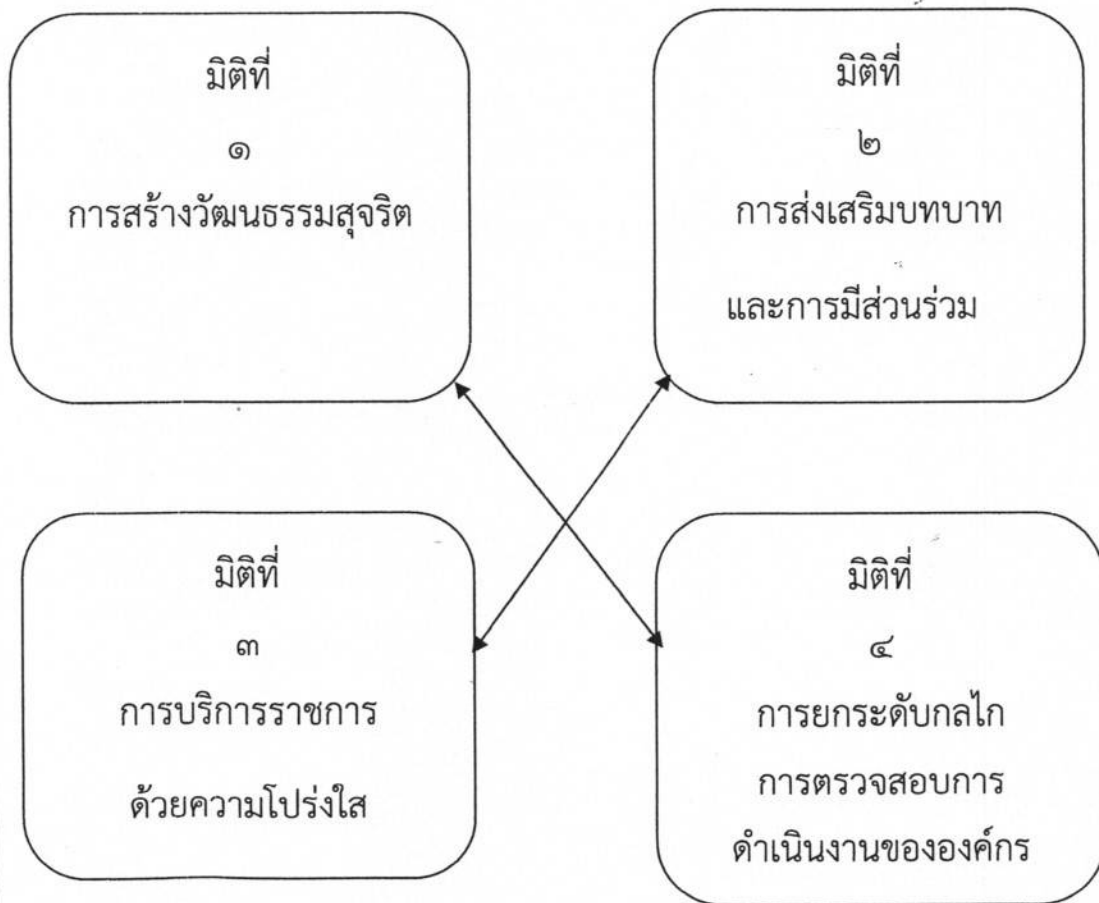 มิติที่
๑
การสร้างวัฒนธรรมสุจริต
มิติที่
๒
การส่งเสริมบทบาท
และการมีส่วนร่วม
มิติที่
๓
การบริการราชการ
ด้วยความโปร่งใส
มิติที่
๔
การยกระดับกลไก
การตรวจสอบการ
ดำเนินงานขององค์กร